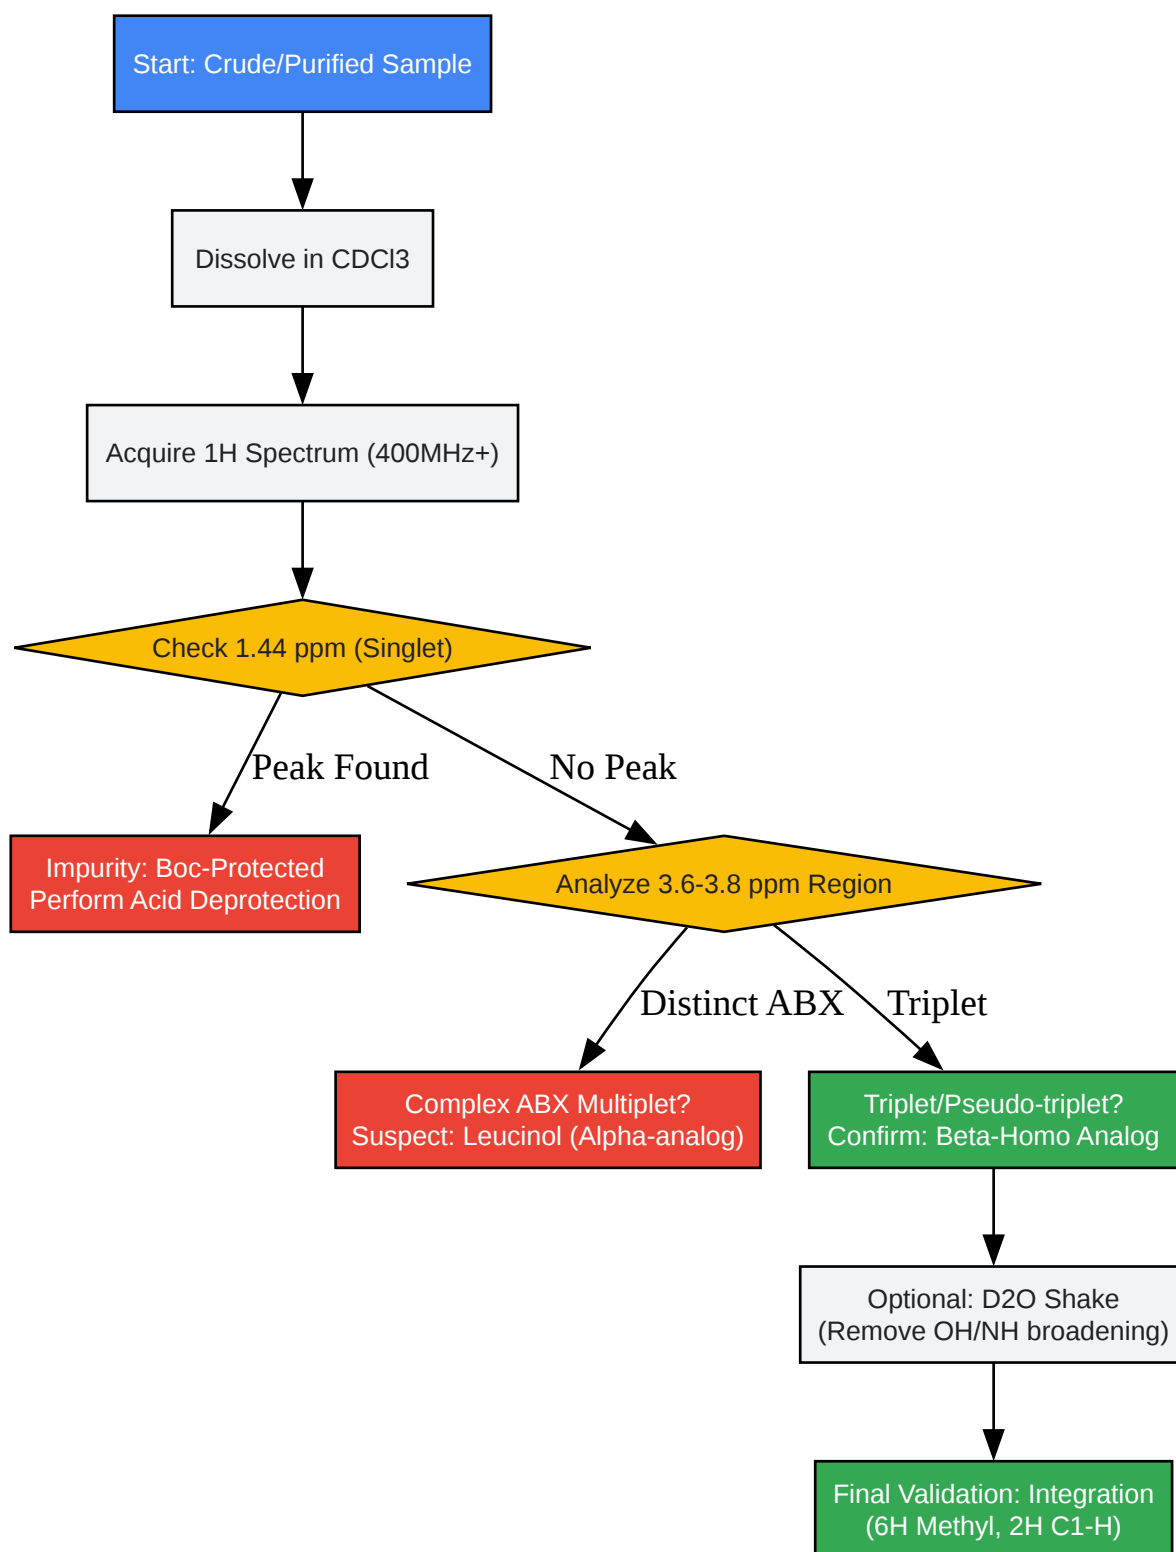 Start: Crude/Purified Sample
Dissolve in CDCl3
Acquire 1H Spectrum (400MHz+)
Check 1.44 ppm (Singlet)
Peak Found
No Peak
Impurity: Boc-Protected
Perform Acid Deprotection
Analyze 3.6-3.8 ppm Region
Distinct ABX
Triplet
Complex ABX Multiplet?
Suspect: Leucinol (Alpha-analog)
Triplet/Pseudo-triplet?
Confirm: Beta-Homo Analog
Optional: D2O Shake
(Remove OH/NH broadening)
Final Validation: Integration
(6H Methyl, 2H C1-H)